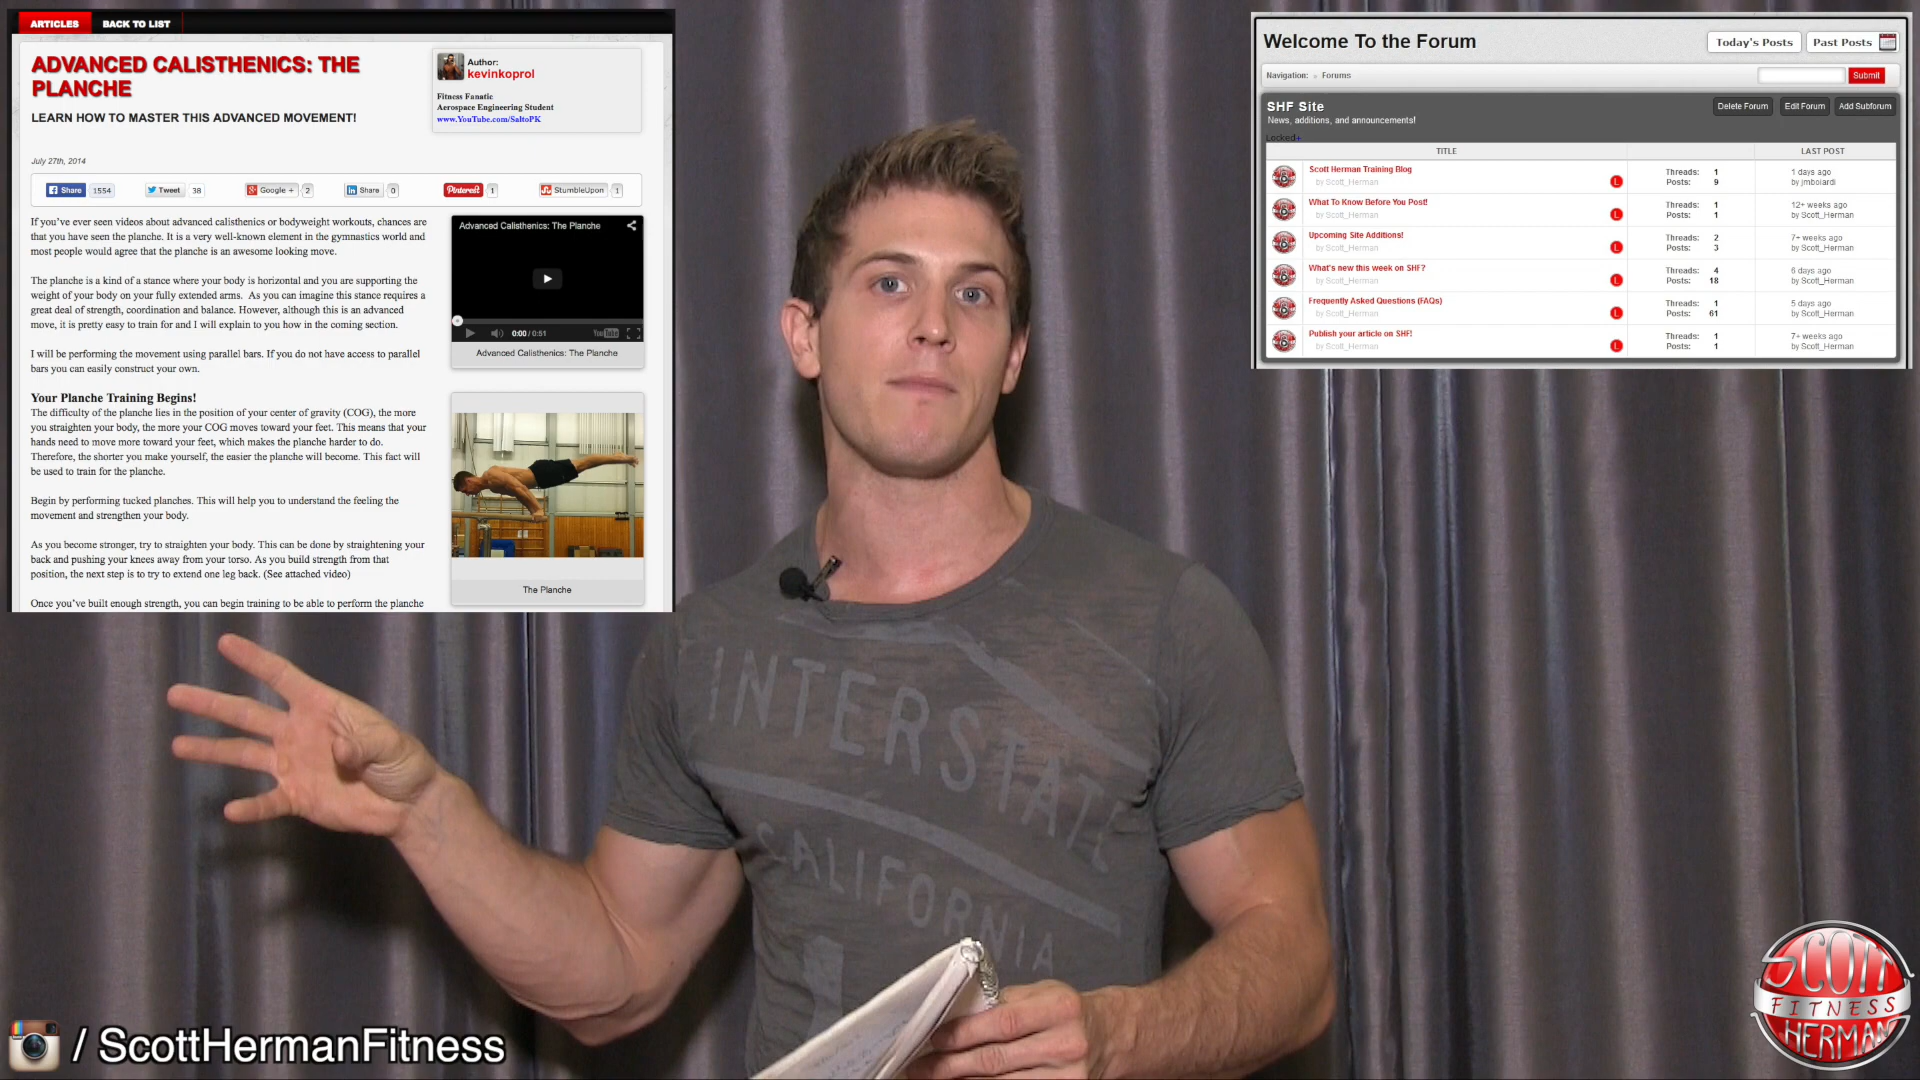 ARTICLES BACK TO LIST
ADVANCED CALISTHENICS: THE
PLANCHE
LEARN HOW TO MASTER THIS ADVANCED MOVEMENT!
Author:
kevinkoprol
Fitness Fanatic
Aerospace Engineering Student
www.YouTube.com/SaltoPK
July 27th, 2014
Share 1554 Tweet 38 Google + 2 Share 0 Pinterest 1 StumbleUpon 1
If you've ever seen videos about advanced calisthenics or bodyweight workouts, chances are
that you have seen the planche. It is a very well-known element in the gymnastics world and
most people would agree that the planche is an awesome looking move.
The planche is a kind of a stance where your body is horizontal and you are supporting the
weight of your body on your fully extended arms. As you can imagine this stance requires a
great deal of strength, coordination and balance. However, although this is an advanced
move, it is pretty easy to train for and I will explain to you how in the coming section.
I will be performing the movement using parallel bars. If you do not have access to parallel
bars you can easily construct your own.
Your Planche Training Begins!
The difficulty of the planche lies in the position of your center of gravity (COG), the more
you straighten your body, the more your COG moves toward your feet. This means that your
hands need to move more toward your feet, which makes the planche harder to do.
Therefore, the shorter you make yourself, the easier the planche will become. This fact will
be used to train for the planche.
Begin by performing tucked planches. This will help you to understand the feeling the
movement and strengthen your body.
As you become stronger, try to straighten your body. This can be done by straightening your
back and pushing your knees away from your torso. As you build strength from that
position, the next step is to try to extend one leg back. (See attached video)
Once you've built enough strength, you can begin training to be able to perform the planche
Advanced Calisthenics: The Planche
0:00 / 0:51 YouTube
Advanced Calisthenics: The Planche
The Planche
Welcome To the Forum
Today's Posts Past Posts
Navigation: Forums Submit
SHF Site
Delete Forum Edit Forum Add Subforum
News, additions, and announcements!
Locked+
TITLE LAST POST
Scott Herman Training Blog Threads: 1 1 days ago
by Scott_Herman L Posts: 9 by jmboiardi
What To Know Before You Post! Threads: 1 12+ weeks ago
by Scott_Herman L Posts: 1 by Scott_Herman
Upcoming Site Additions! Threads: 2 7+ weeks ago
by Scott_Herman L Posts: 3 by Scott_Herman
What's new this week on SHF? Threads: 4 6 days ago
by Scott_Herman L Posts: 18 by Scott_Herman
Frequently Asked Questions (FAQs) Threads: 1 5 days ago
by Scott_Herman L Posts: 61 by Scott_Herman
Publish your article on SHF! Threads: 1 7+ weeks ago
by Scott_Herman L Posts: 1 by Scott_Herman
INTERSTATE
CALIFORNIA
/ ScottHermanFitness
SCOTT
FITNESS
HERMAN